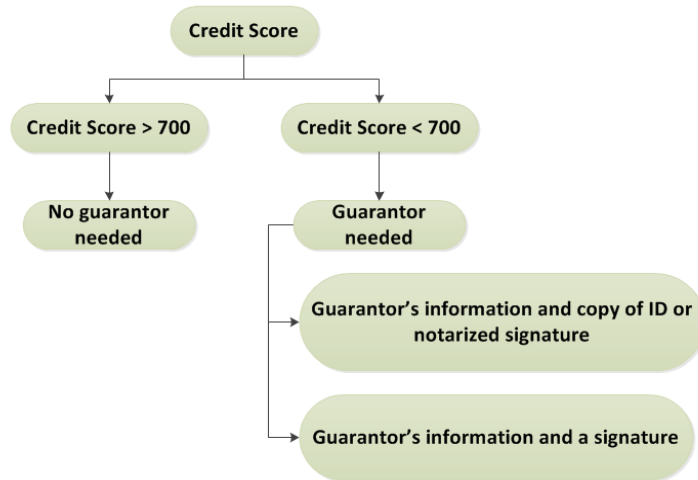 Credit Score
Credit Score > 700
Credit Score < 700
No guarantor
needed
Guarantor
needed
Guarantor’s information and copy of ID or
notarized signature
Guarantor’s information and a signature